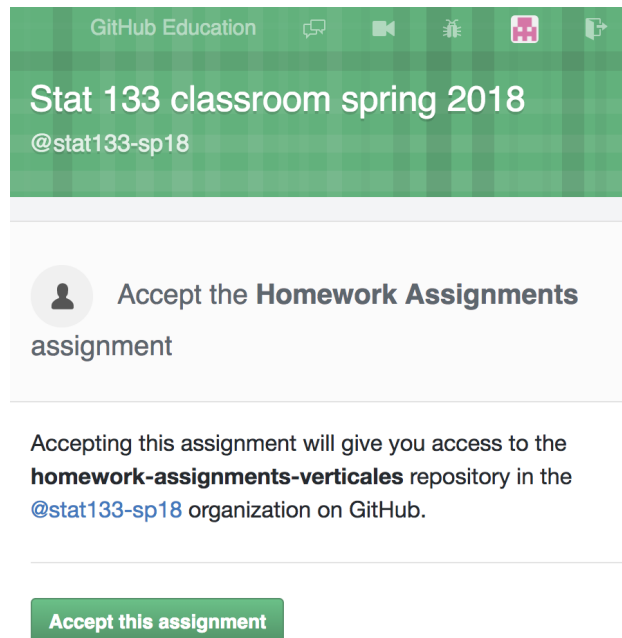 GitHub Education
Stat 133 classroom spring 2018
@stat133-sp18
Accept the Homework Assignments
assignment
Accepting this assignment will give you access to the
homework-assignments-verticales repository in the
@stat133-sp18 organization on GitHub.
Accept this assignment